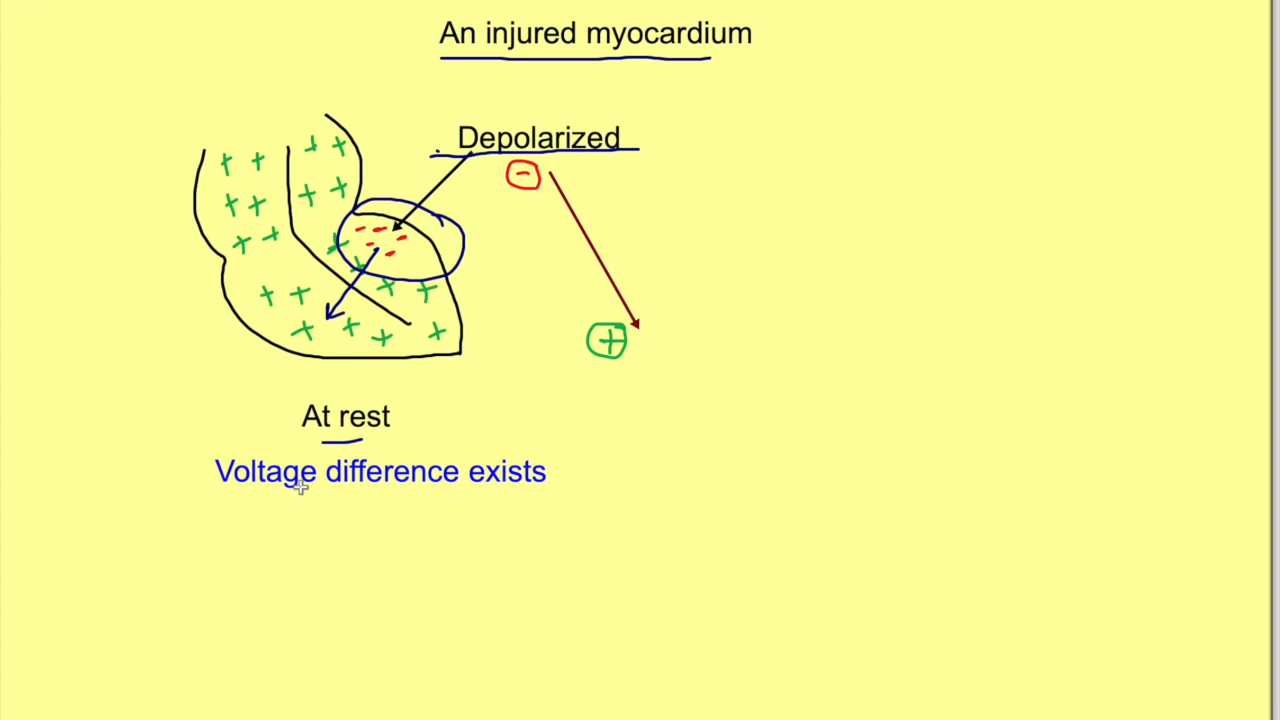 An injured myocardium
Depolarized
At rest
Voltage difference exists